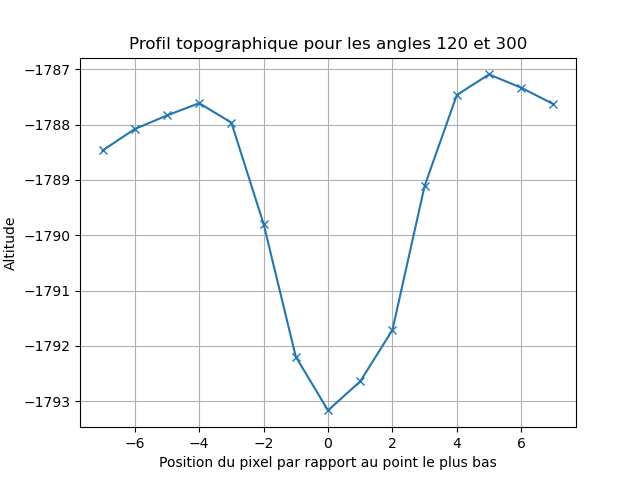 Profil topographique pour les angles 120 et 300
−1787
−1788
−1789
−1790
−1791
−1792
−1793
Altitude
−6 −4 −2 0 2 4 6
Position du pixel par rapport au point le plus bas